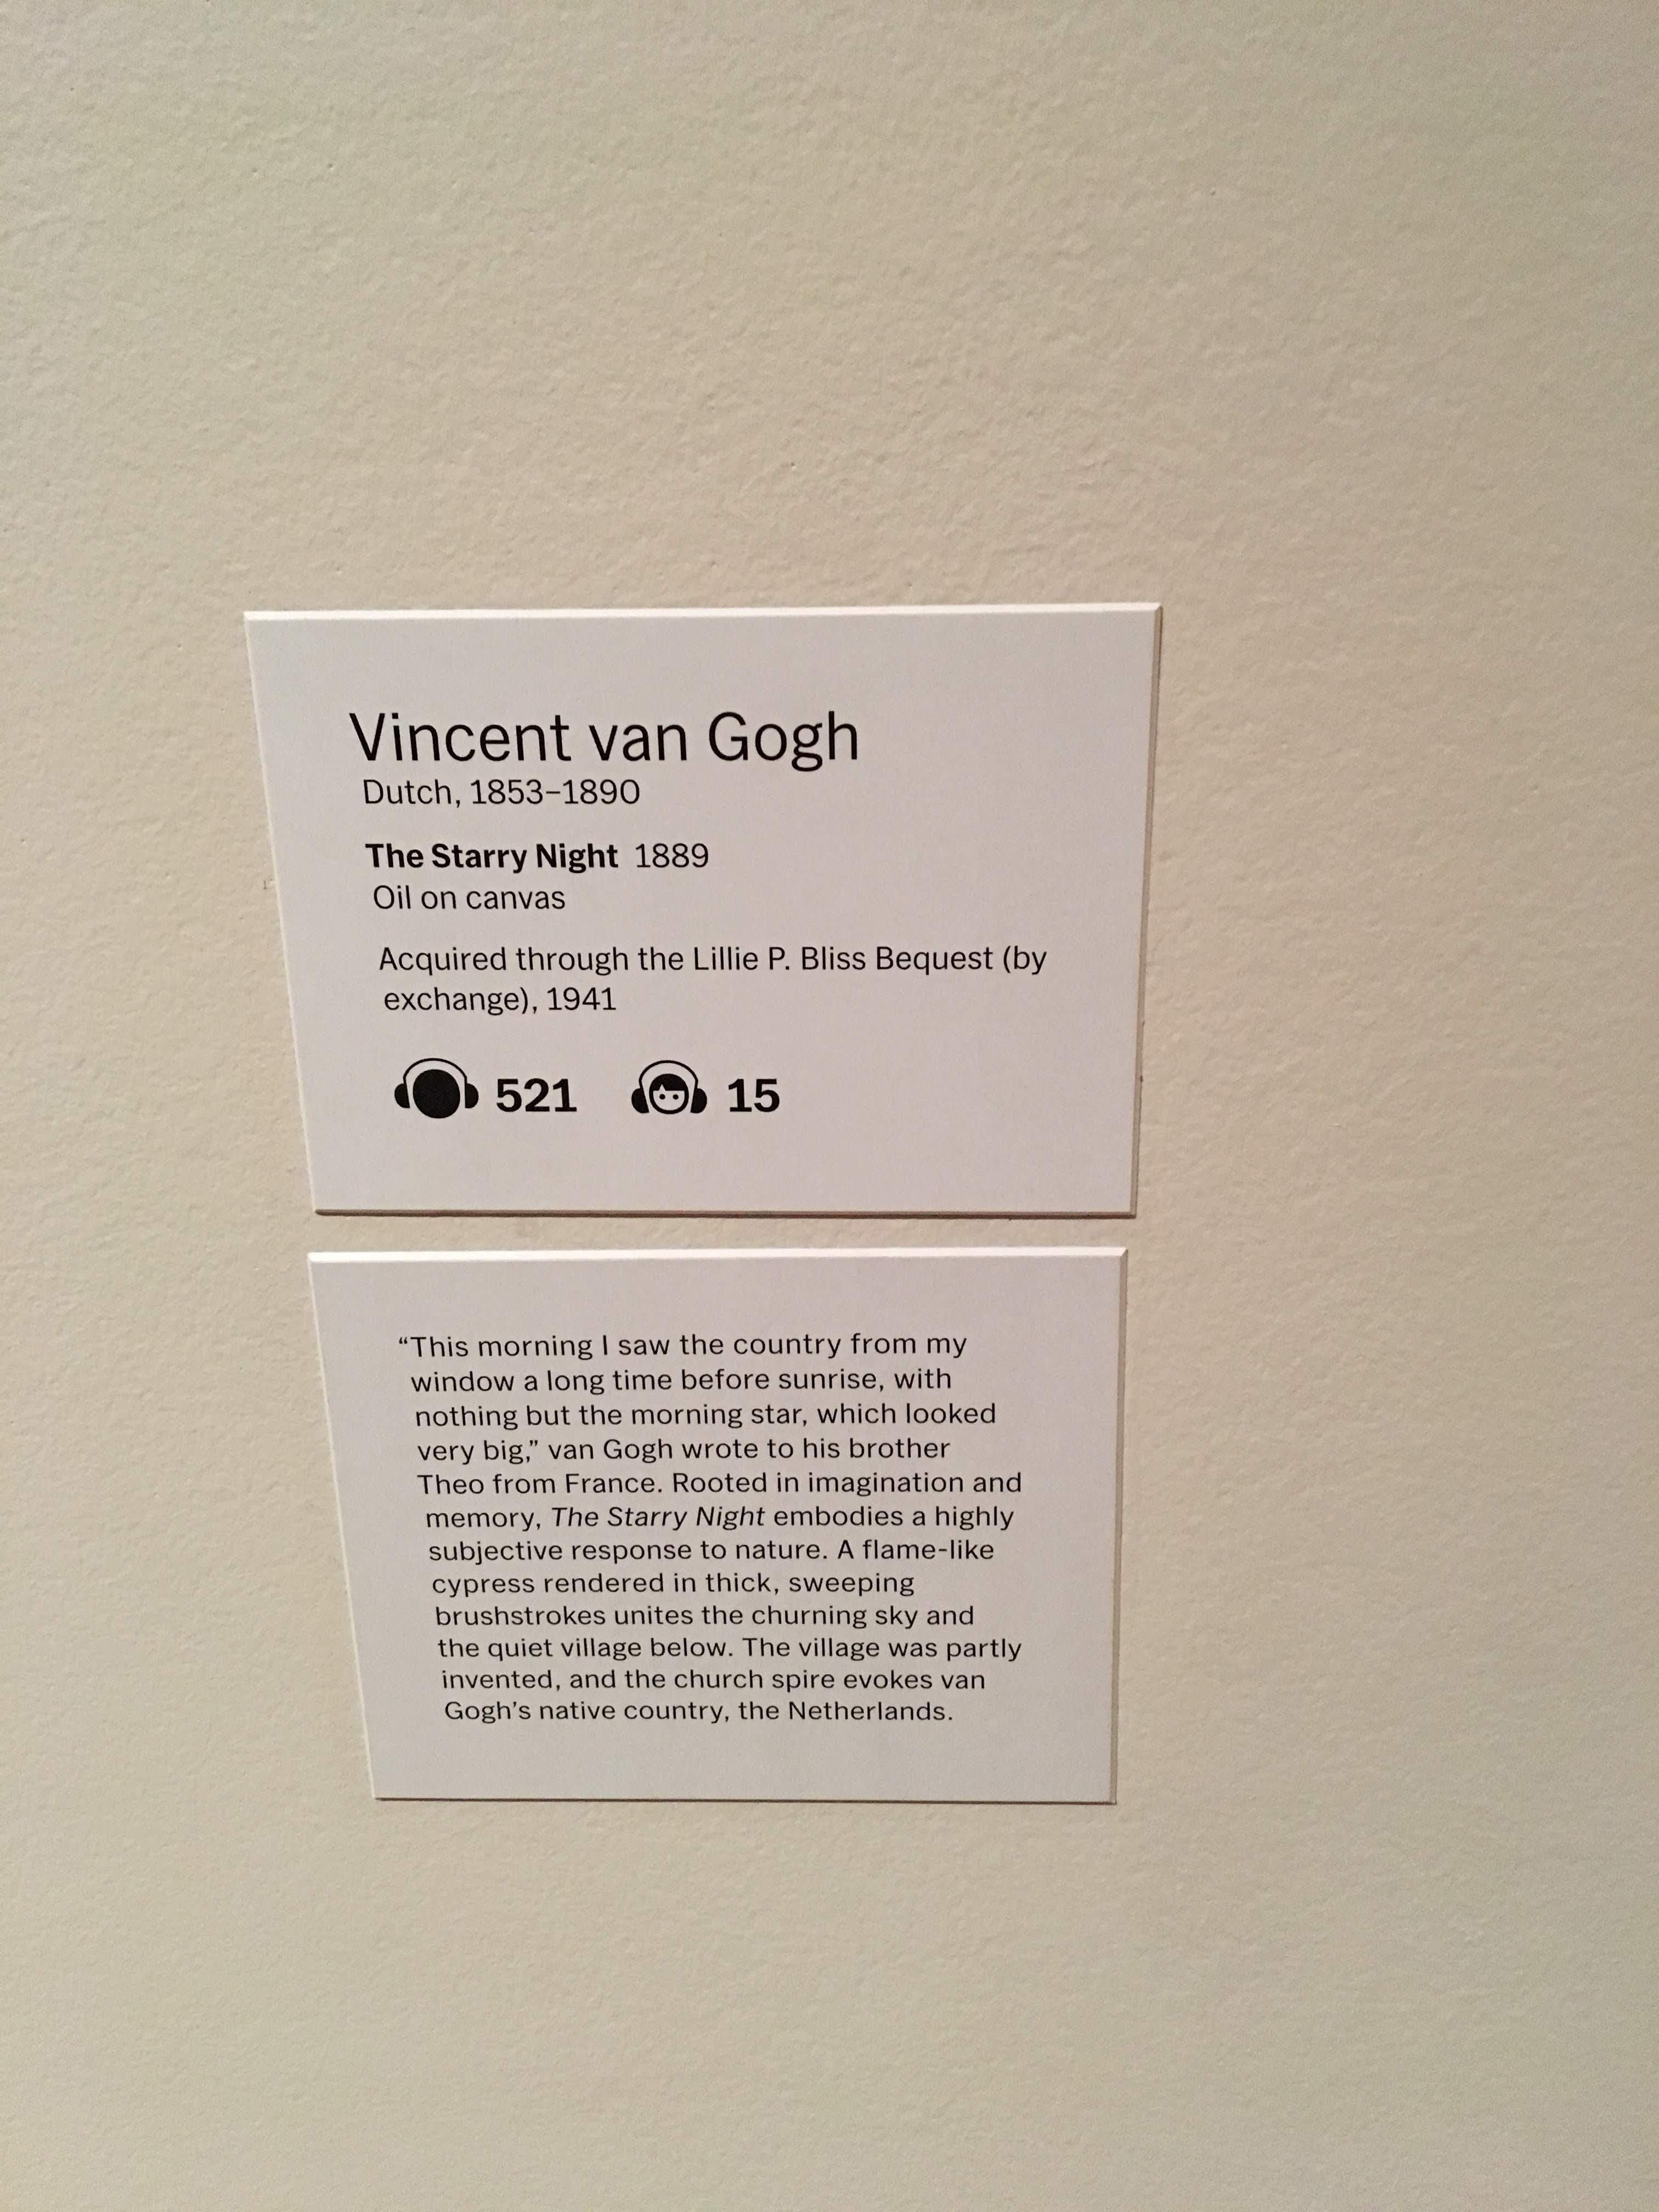 Vincent van Gogh
Dutch, 1853–1890
The Starry Night 1889
Oil on canvas
Acquired through the Lillie P. Bliss Bequest (by
exchange), 1941
521 15
“This morning I saw the country from my
window a long time before sunrise, with
nothing but the morning star, which looked
very big,” van Gogh wrote to his brother
Theo from France. Rooted in imagination and
memory, The Starry Night embodies a highly
subjective response to nature. A flame-like
cypress rendered in thick, sweeping
brushstrokes unites the churning sky and
the quiet village below. The village was partly
invented, and the church spire evokes van
Gogh’s native country, the Netherlands.